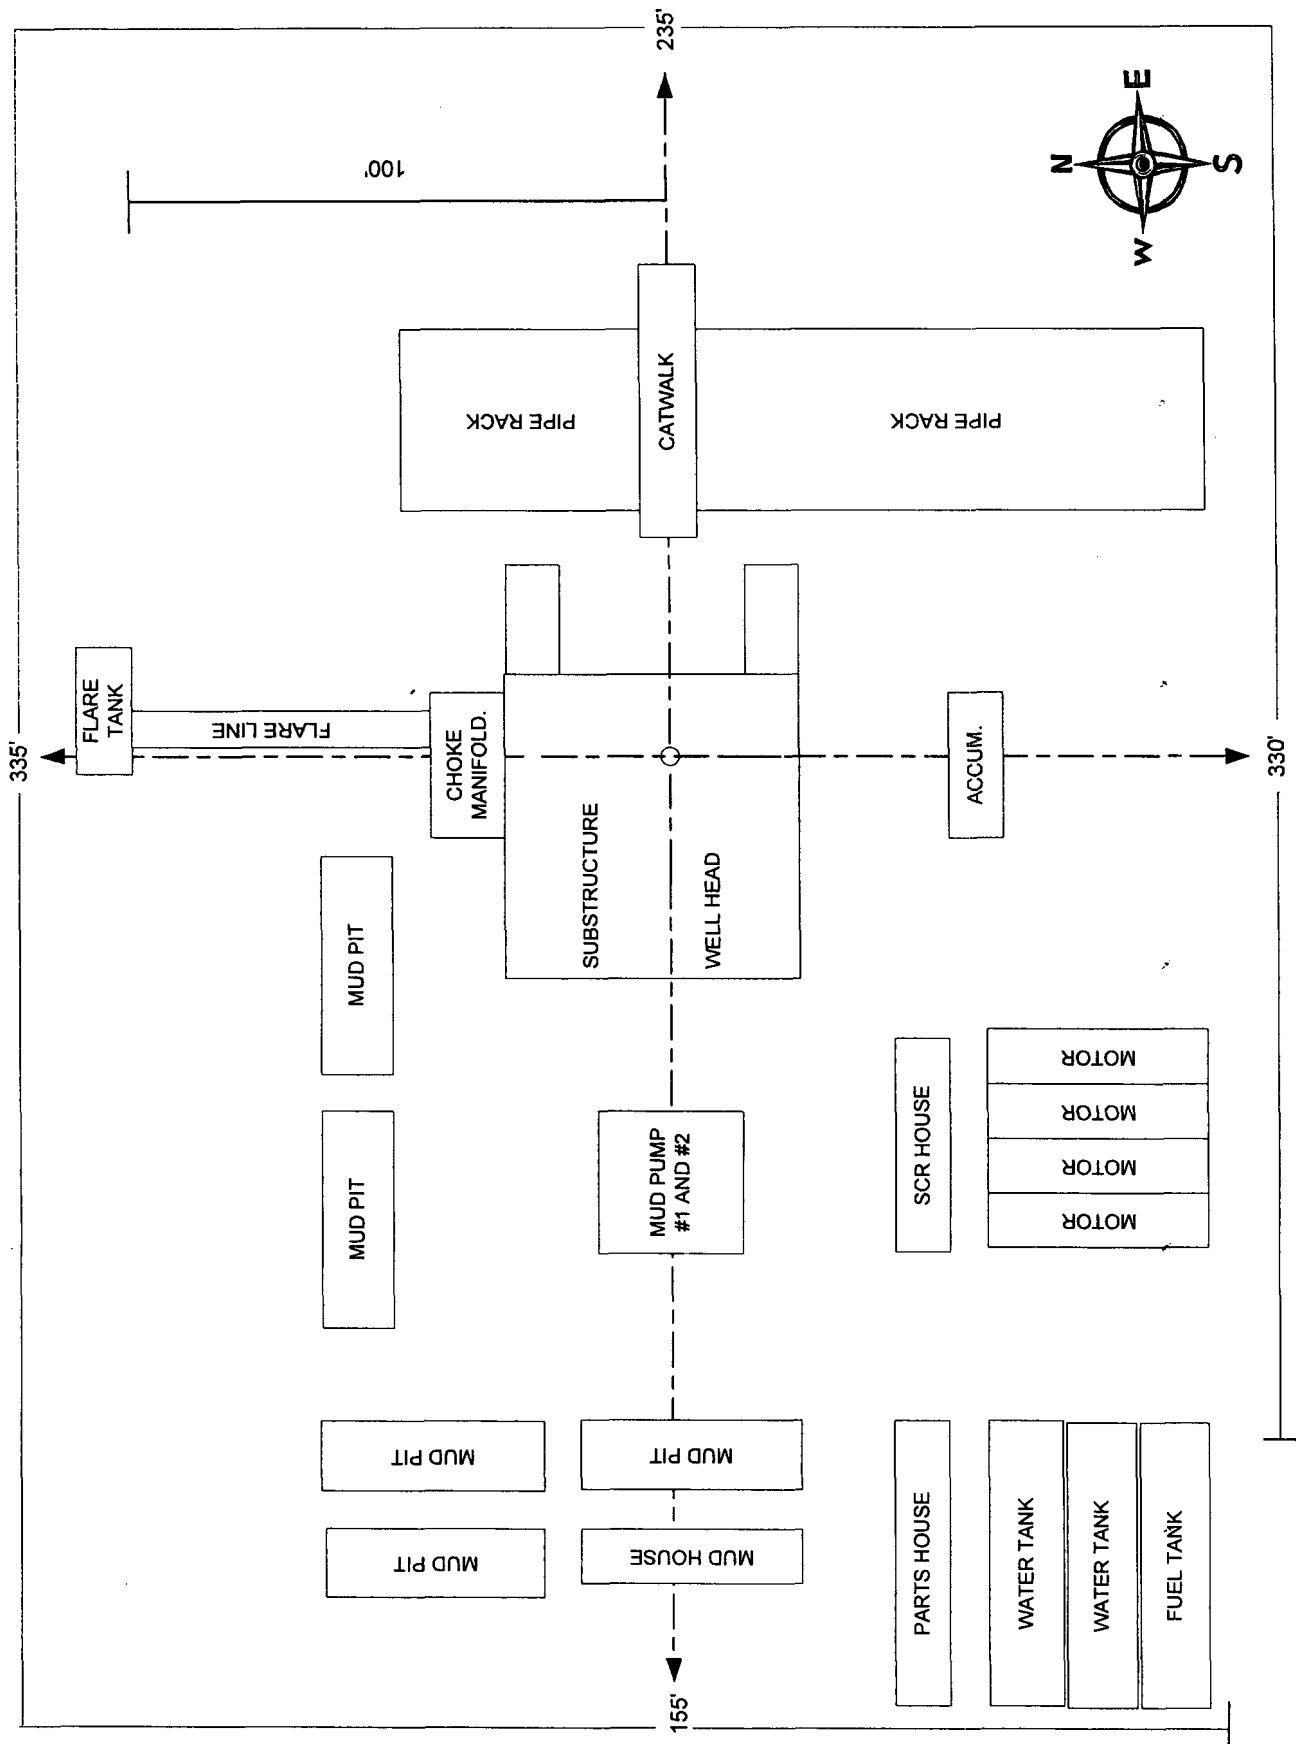 335'
FLARE
TANK
FLARE LINE
MUD PIT
MUD PIT
100'
MUD PIT
MUD PIT
CHOKE
MANIFOLD.
PIPE RACK
SUBSTRUCTURE
155'
MUD HOUSE
MUD PIT
MUD PUMP
#1 AND #2
CATWALK
235'
WELL HEAD
PARTS HOUSE
SCR HOUSE
ACCUM.
PIPE RACK
WATER TANK
WATER TANK
FUEL TANK
MOTOR
MOTOR
MOTOR
MOTOR
N
W
E
S
330'